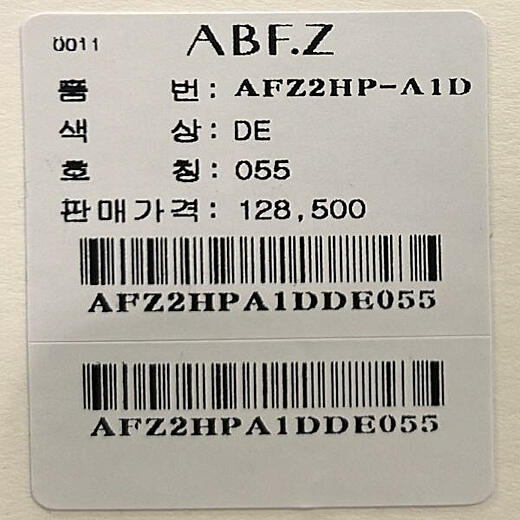 0011 ABF.Z
품 번: AFZ2HP-A1D
색 상: DE
호 칭: 055
판매가격: 128,500
AFZ2HPA1DDE055
AFZ2HPA1DDE055